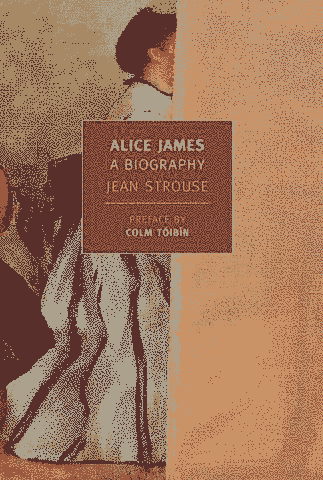 ALICE JAMES
A BIOGRAPHY
JEAN STROUSE
PREFACE BY
COLM TÓIBÍN